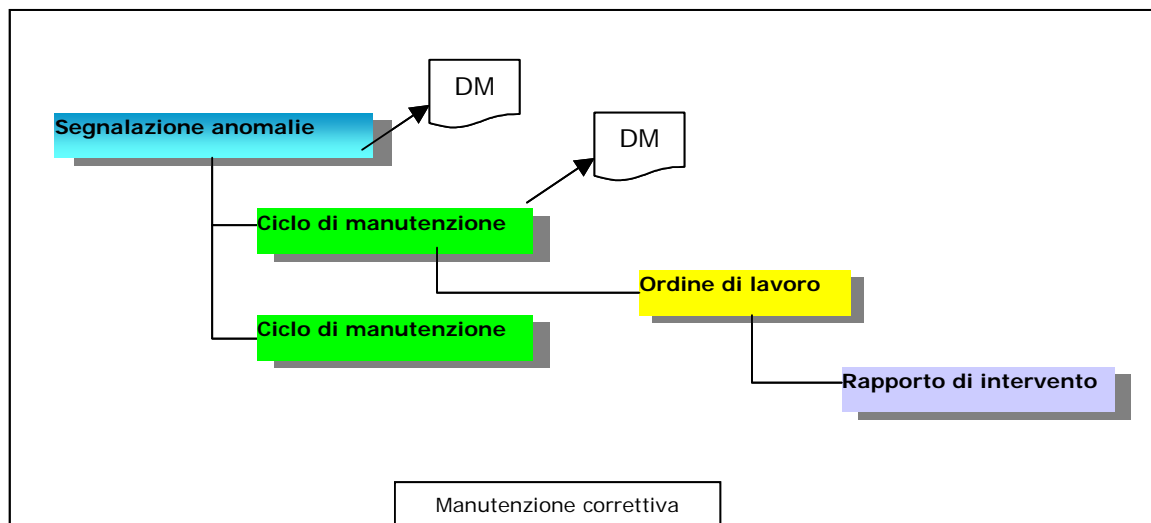 DM
Segnalazione anomalie
DM
Ciclo di manutenzione
Ordine di lavoro
Ciclo di manutenzione
Rapporto di intervento
Manutenzione correttiva